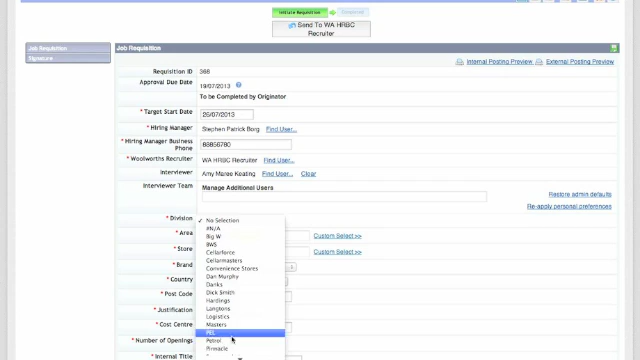 Initiate Requisition
Send To WA HRBC
Recruiter
Job Requisition
Signature
Job Requisition
Internal Posting Preview
External Posting Preview
Requisition ID 366
Approval Due Date 19/07/2013
To be Completed by Originator
* Target Start Date 26/07/2013
* Hiring Manager Stephen Patrick Borg Find User...
* Hiring Manager Business
Phone 88856780
* Woolworths Recruiter WA HRBC Recruiter Find User...
Interviewer Amy Maree Keating Find User... Clear
Interviewer Team Manage Additional Users
Restore admin defaults
Re-apply personal preferences
* Division ✓ No Selection
#N/A
* Area Big W Custom Select >>
BWS
* Store Cellarforce Custom Select >>
Cellarmasters
* Brand Convenience Stores
Dan Murphy
* Country Danks
Dick Smith
* Post Code Hardings
Langtons
* Justification Logistics
Masters
* Cost Centre PEL
* Number of Openings Petrol
Pinnacle
* Internal Title